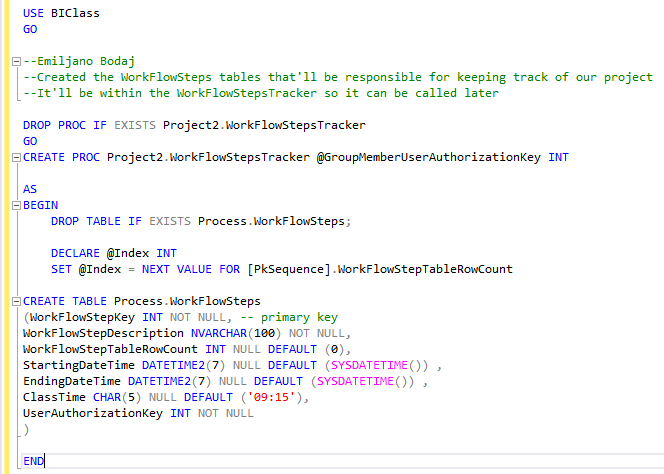 USE BIClass
GO
--Emiljano Bodaj
--Created the WorkFlowSteps tables that'll be responsible for keeping track of our project
--It'll be within the WorkFlowStepsTracker so it can be called later
DROP PROC IF EXISTS Project2.WorkFlowStepsTracker
GO
CREATE PROC Project2.WorkFlowStepsTracker @GroupMemberUserAuthorizationKey INT
AS
BEGIN
DROP TABLE IF EXISTS Process.WorkFlowSteps;
DECLARE @Index INT
SET @Index = NEXT VALUE FOR [PkSequence].WorkFlowStepTableRowCount
CREATE TABLE Process.WorkFlowSteps
(WorkFlowStepKey INT NOT NULL, -- primary key
WorkFlowStepDescription NVARCHAR(100) NOT NULL,
WorkFlowStepTableRowCount INT NULL DEFAULT (0),
StartingDateTime DATETIME2(7) NULL DEFAULT (SYSDATETIME()) ,
EndingDateTime DATETIME2(7) NULL DEFAULT (SYSDATETIME()) ,
ClassTime CHAR(5) NULL DEFAULT ('09:15'),
UserAuthorizationKey INT NOT NULL
)
END